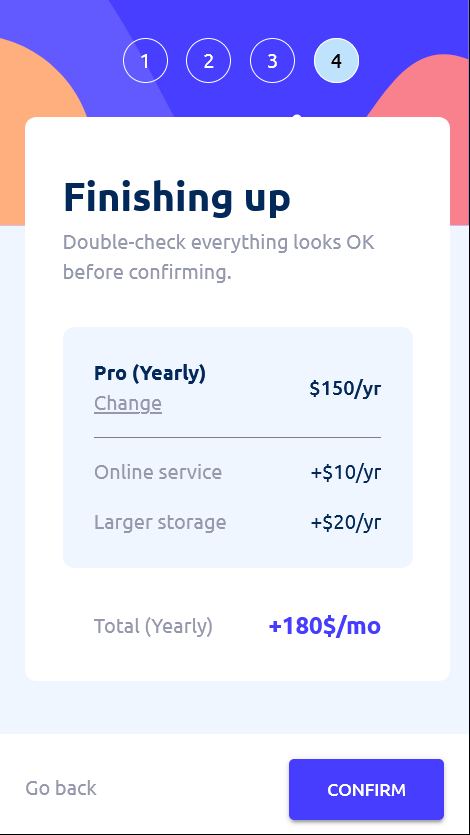 1 2 3 4
Finishing up
Double-check everything looks OK
before confirming.
Pro (Yearly)
Change
$150/yr
Online service +$10/yr
Larger storage +$20/yr
Total (Yearly) +180$/mo
Go back CONFIRM